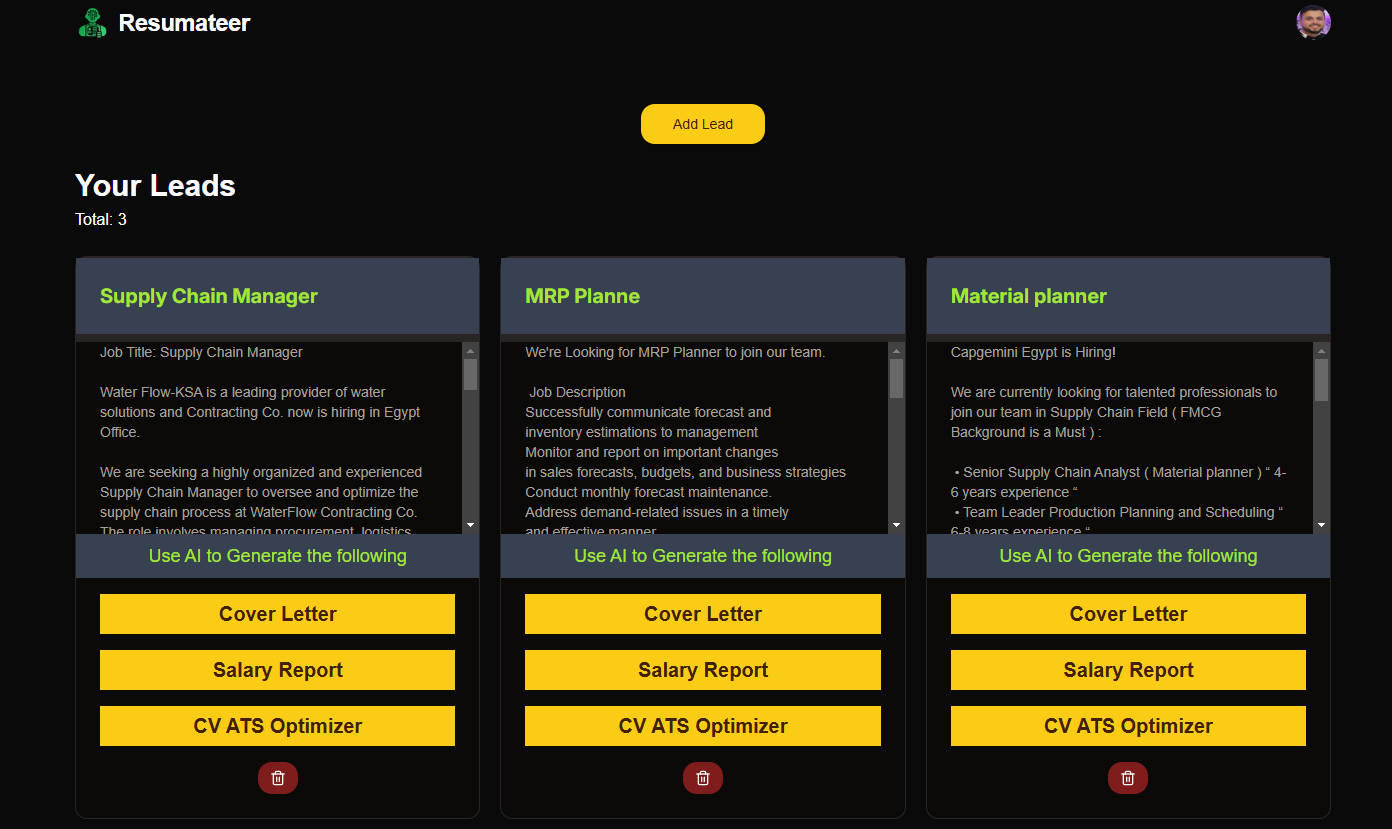 Resumateer
Add Lead
Your Leads
Total: 3
Supply Chain Manager
Job Title: Supply Chain Manager
Water Flow-KSA is a leading provider of water
solutions and Contracting Co. now is hiring in Egypt
Office.
We are seeking a highly organized and experienced
Supply Chain Manager to oversee and optimize the
supply chain process at WaterFlow Contracting Co.
The role involves managing procurement, logistics,
Use AI to Generate the following
Cover Letter
Salary Report
CV ATS Optimizer
MRP Planne
We're Looking for MRP Planner to join our team.
Job Description
Successfully communicate forecast and
inventory estimations to management
Monitor and report on important changes
in sales forecasts, budgets, and business strategies
Conduct monthly forecast maintenance.
Address demand-related issues in a timely
and effective manner
Use AI to Generate the following
Cover Letter
Salary Report
CV ATS Optimizer
Material planner
Capgemini Egypt is Hiring!
We are currently looking for talented professionals to
join our team in Supply Chain Field ( FMCG
Background is a Must ) :
• Senior Supply Chain Analyst ( Material planner ) “ 4-
6 years experience “
• Team Leader Production Planning and Scheduling “
6-8 years experience “
Use AI to Generate the following
Cover Letter
Salary Report
CV ATS Optimizer